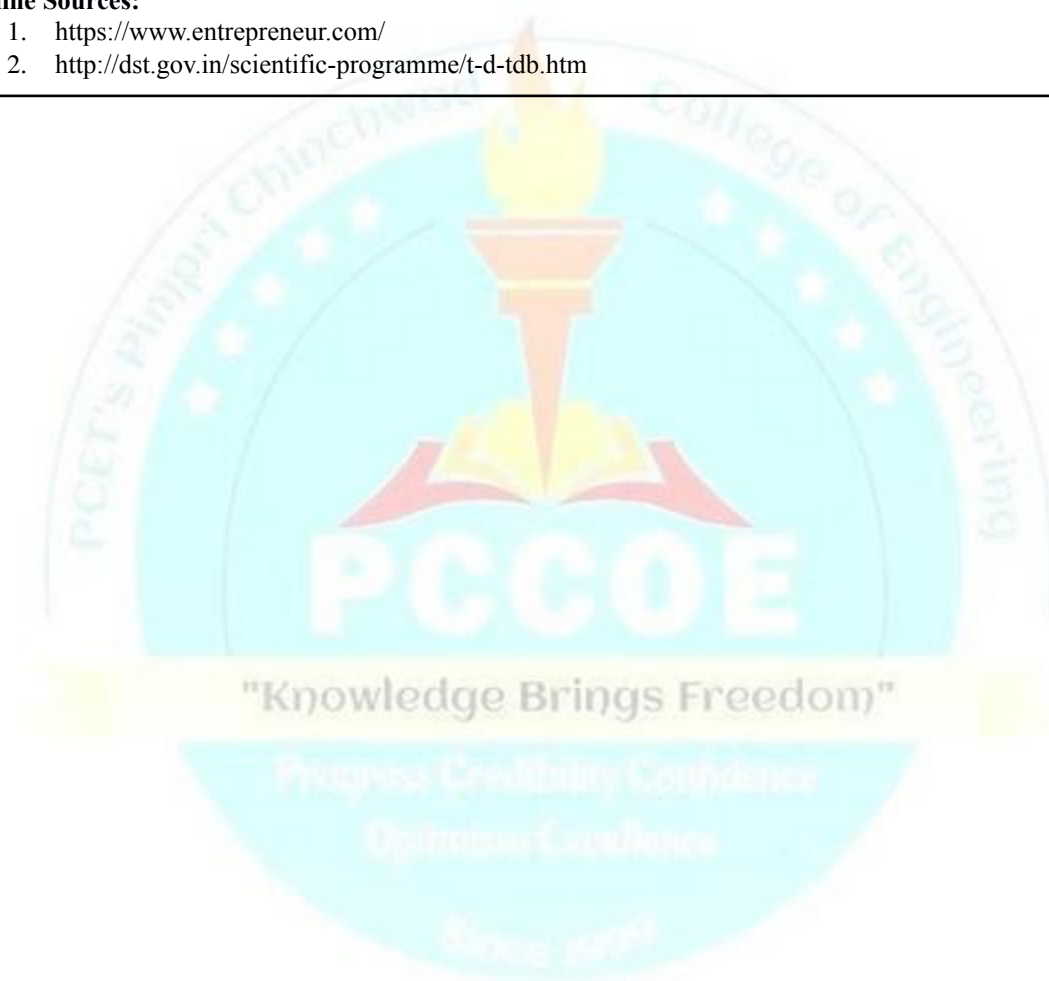 Sources:
1. https://www.entrepreneur.com/
2. http://dst.gov.in/scientific-programme/t-d-tdb.htm
PCET's Pimpri Chinchwad College of Engineering
PCCOE
"Knowledge Brings Freedom"
Progress Credibility Confidence
Optimism Excellence
Since